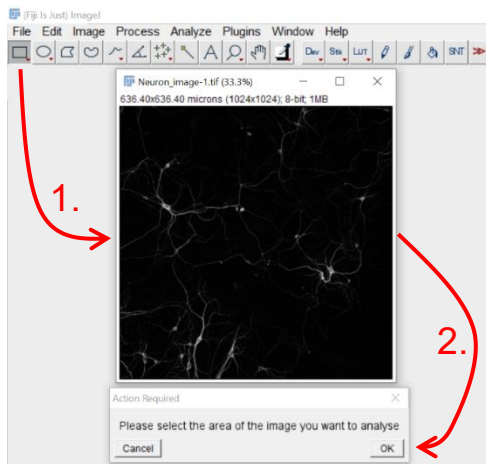 (Fiji Is Just) ImageJ
File Edit Image Process Analyze Plugins Window Help
A Dev Stk LUT SNT
Neuron_image-1.tif (33.3%)
636.40x636.40 microns (1024x1024); 8-bit; 1MB
1.
2.
Action Required
Please select the area of the image you want to analyse
Cancel OK